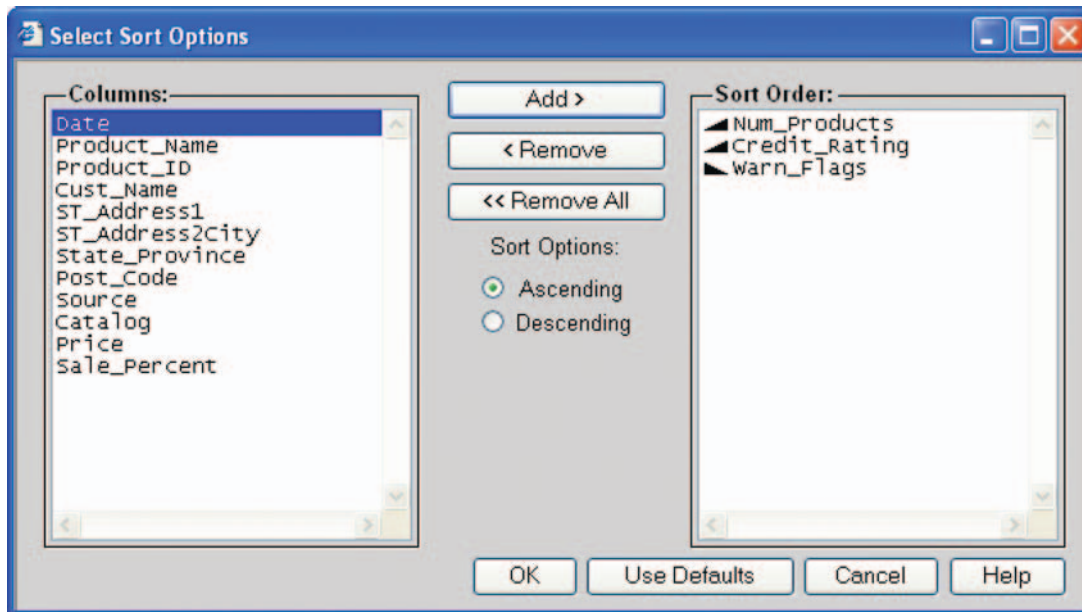 Select Sort Options
Columns:
Date
Product_Name
Product_ID
Cust_Name
ST_Address1
ST_Address2City
State_Province
Post_Code
Source
Catalog
Price
Sale_Percent
Add >
< Remove
<< Remove All
Sort Options:
Ascending
Descending
Sort Order:
Num_Products
Credit_Rating
Warn_Flags
OK
Use Defaults
Cancel
Help